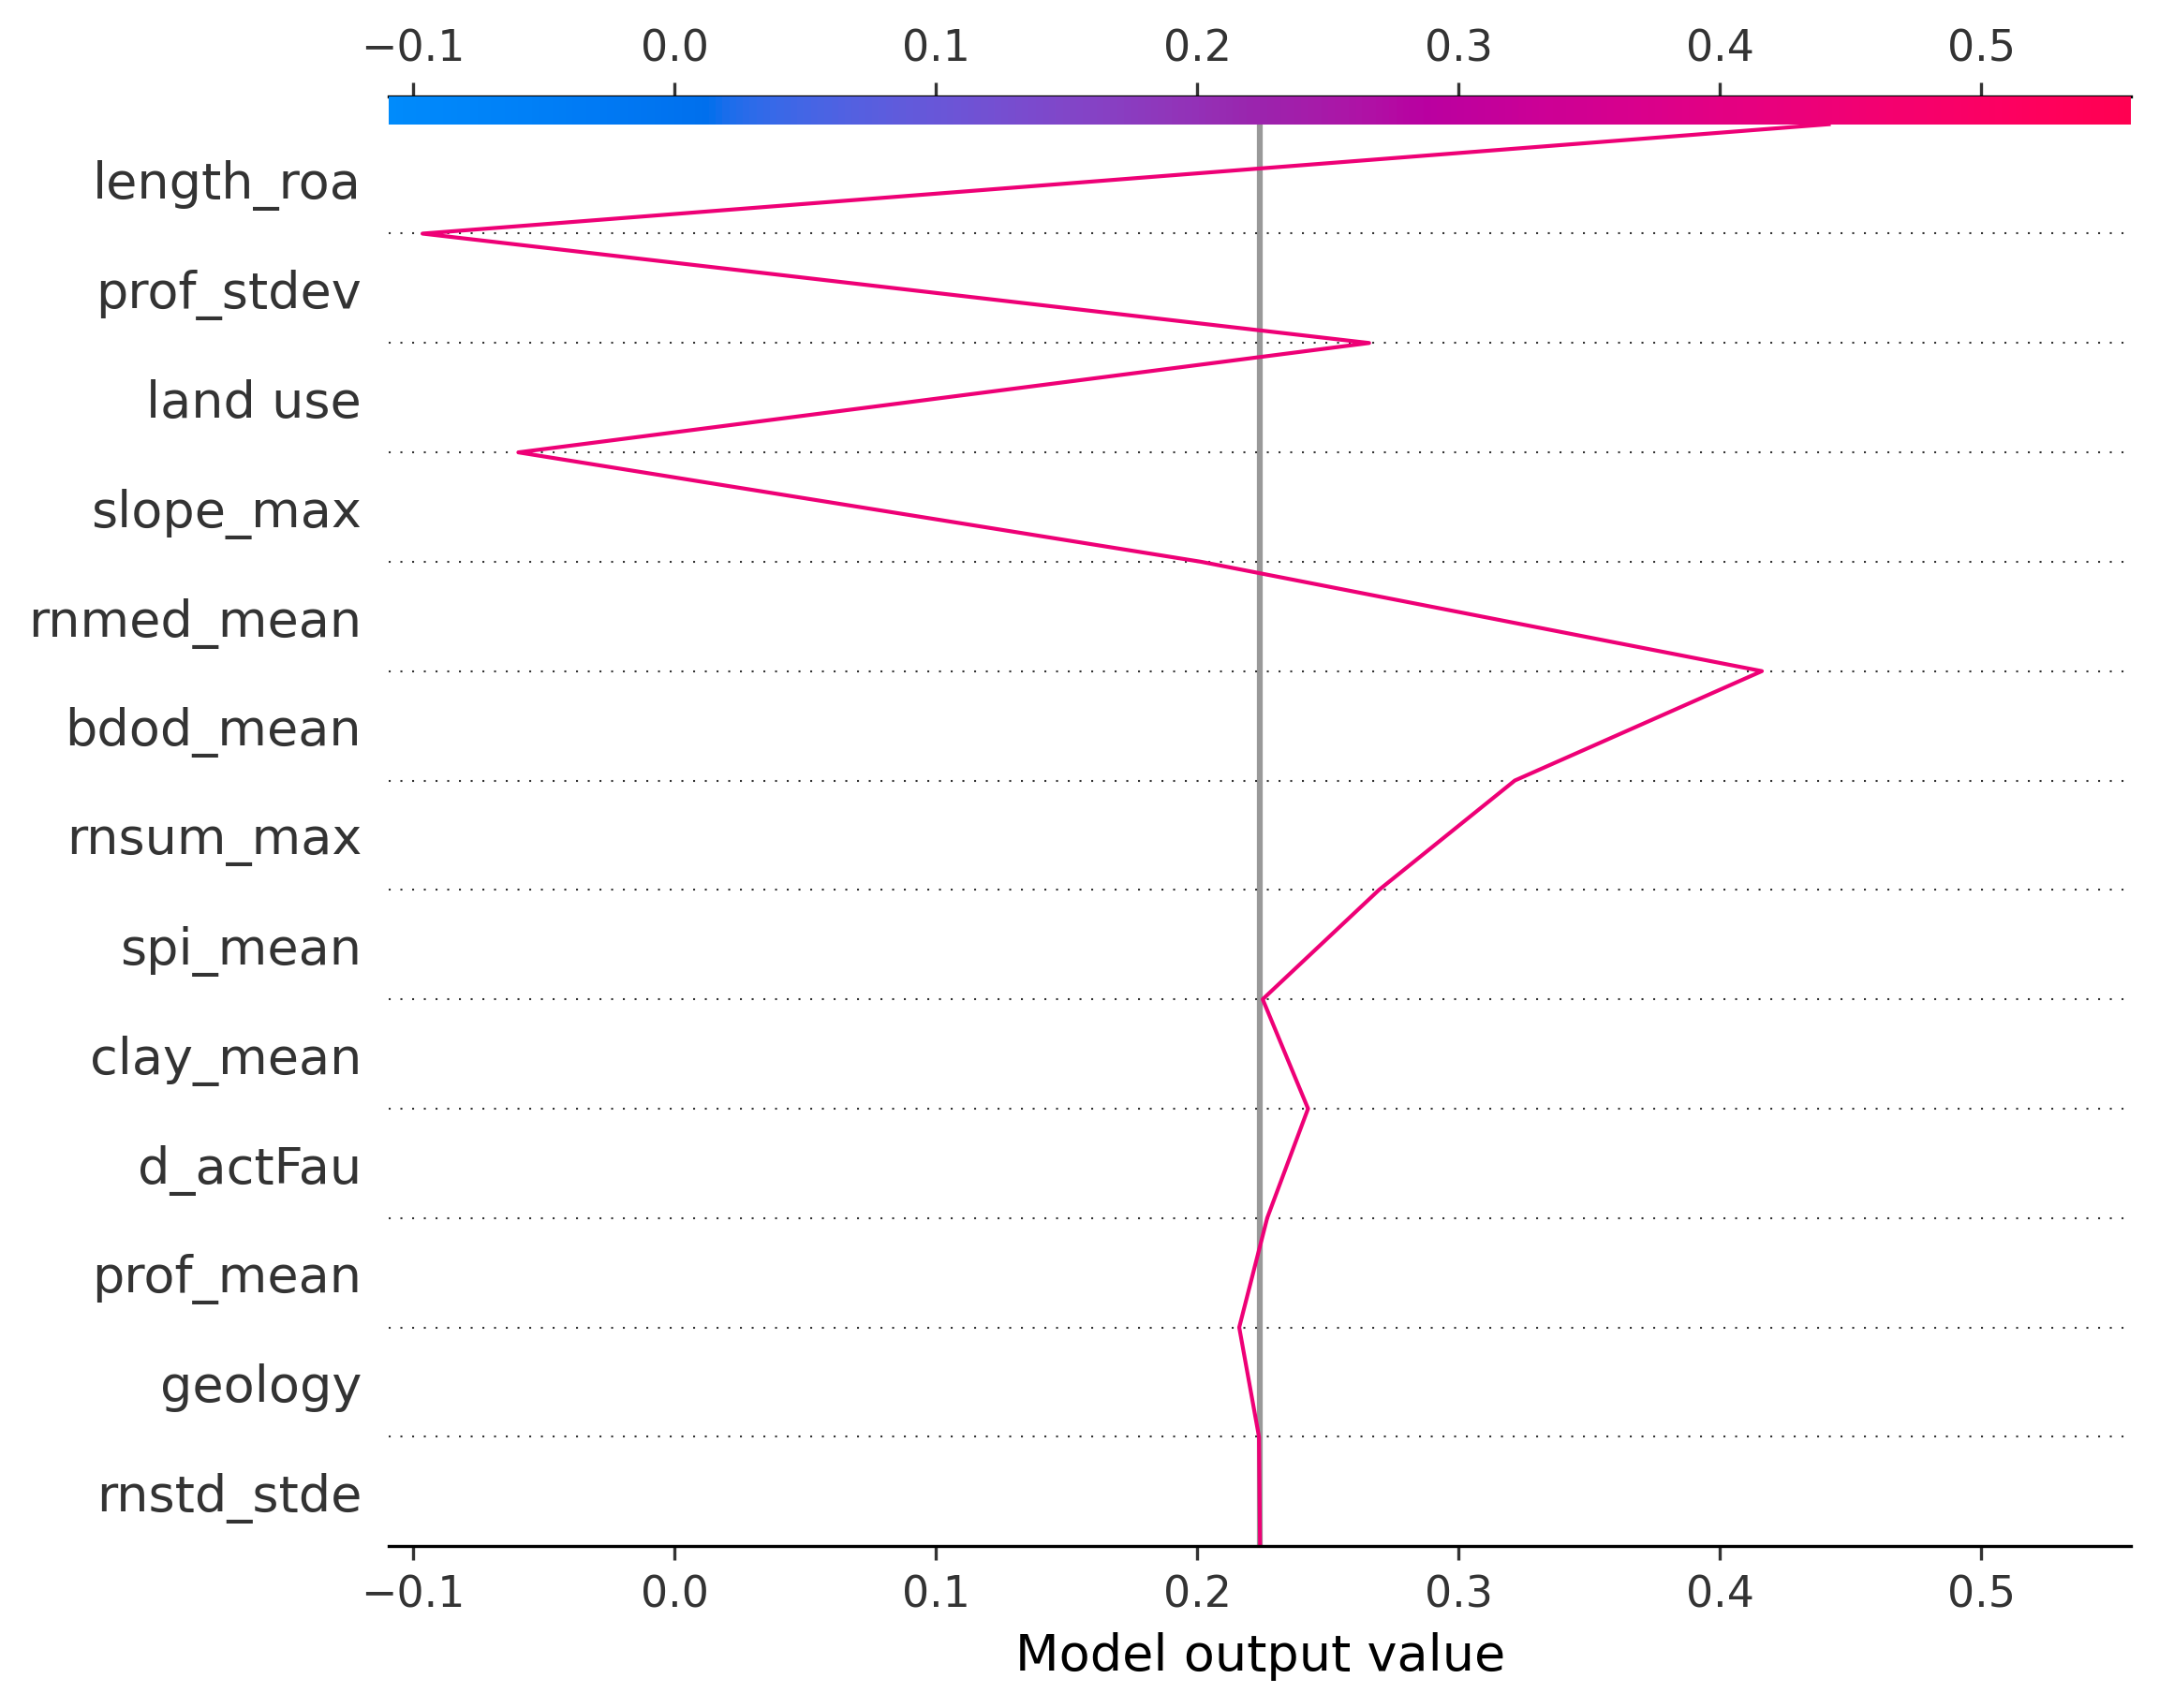 −0.1 0.0 0.1 0.2 0.3 0.4 0.5
length_roa
prof_stdev
land use
slope_max
rnmed_mean
bdod_mean
rnsum_max
spi_mean
clay_mean
d_actFau
prof_mean
geology
rnstd_stde
−0.1 0.0 0.1 0.2 0.3 0.4 0.5
Model output value